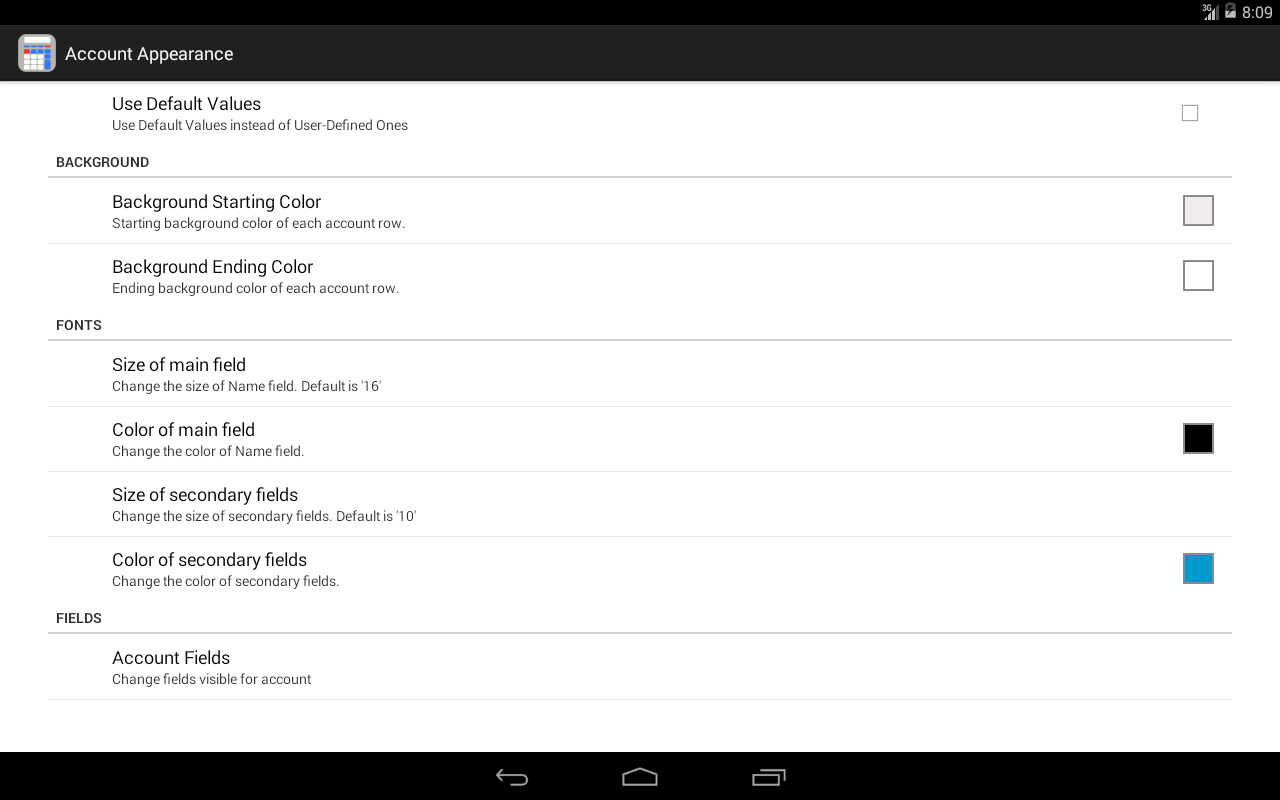 3G 8:09
Account Appearance
Use Default Values
Use Default Values instead of User-Defined Ones
BACKGROUND
Background Starting Color
Starting background color of each account row.
Background Ending Color
Ending background color of each account row.
FONTS
Size of main field
Change the size of Name field. Default is '16'
Color of main field
Change the color of Name field.
Size of secondary fields
Change the size of secondary fields. Default is '10'
Color of secondary fields
Change the color of secondary fields.
FIELDS
Account Fields
Change fields visible for account